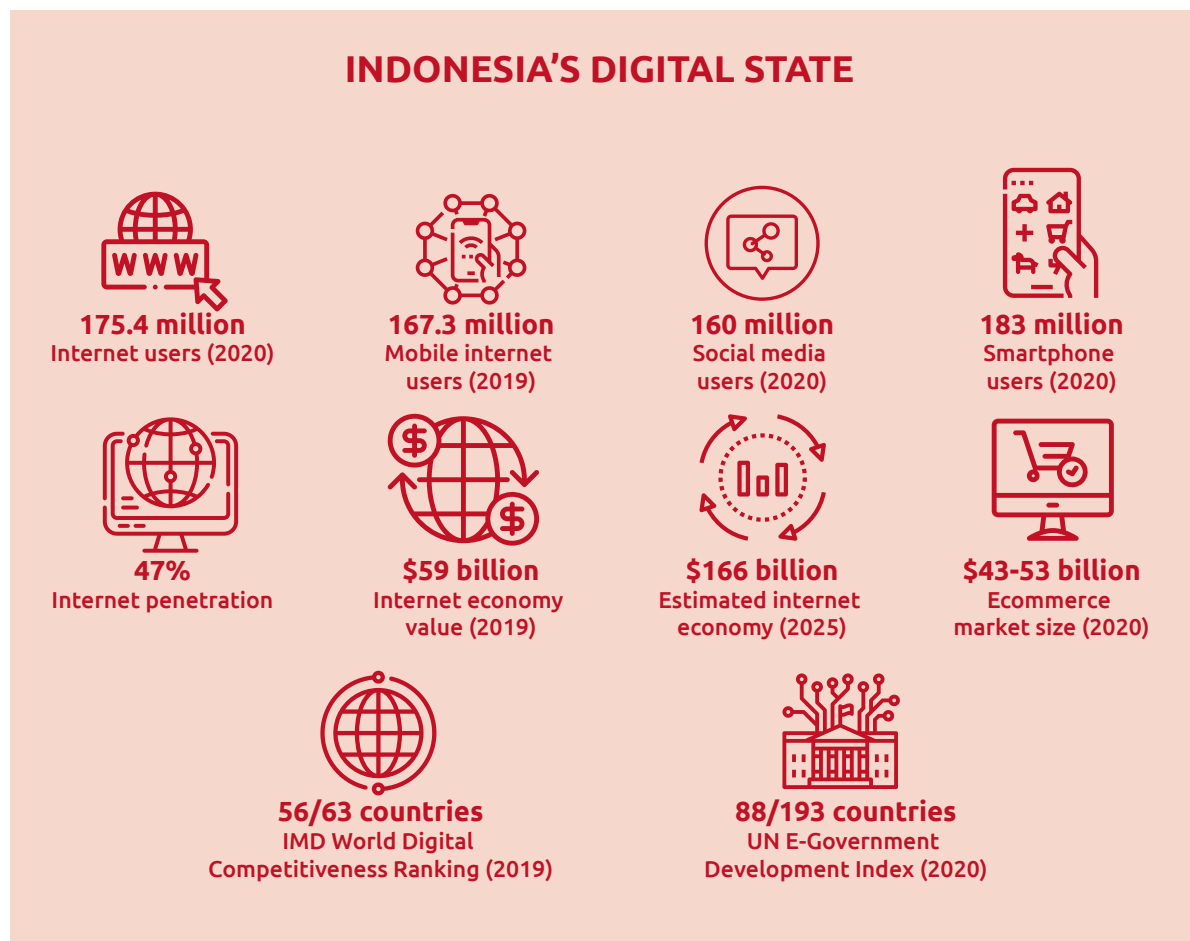 INDONESIA’S DIGITAL STATE
WWW
175.4 million
Internet users (2020)
167.3 million
Mobile internet
users (2019)
160 million
Social media
users (2020)
183 million
Smartphone
users (2020)
47%
Internet penetration
$
$
$59 billion
Internet economy
value (2019)
$166 billion
Estimated internet
economy (2025)
$43-53 billion
Ecommerce
market size (2020)
56/63 countries
IMD World Digital
Competitiveness Ranking (2019)
88/193 countries
UN E-Government
Development Index (2020)